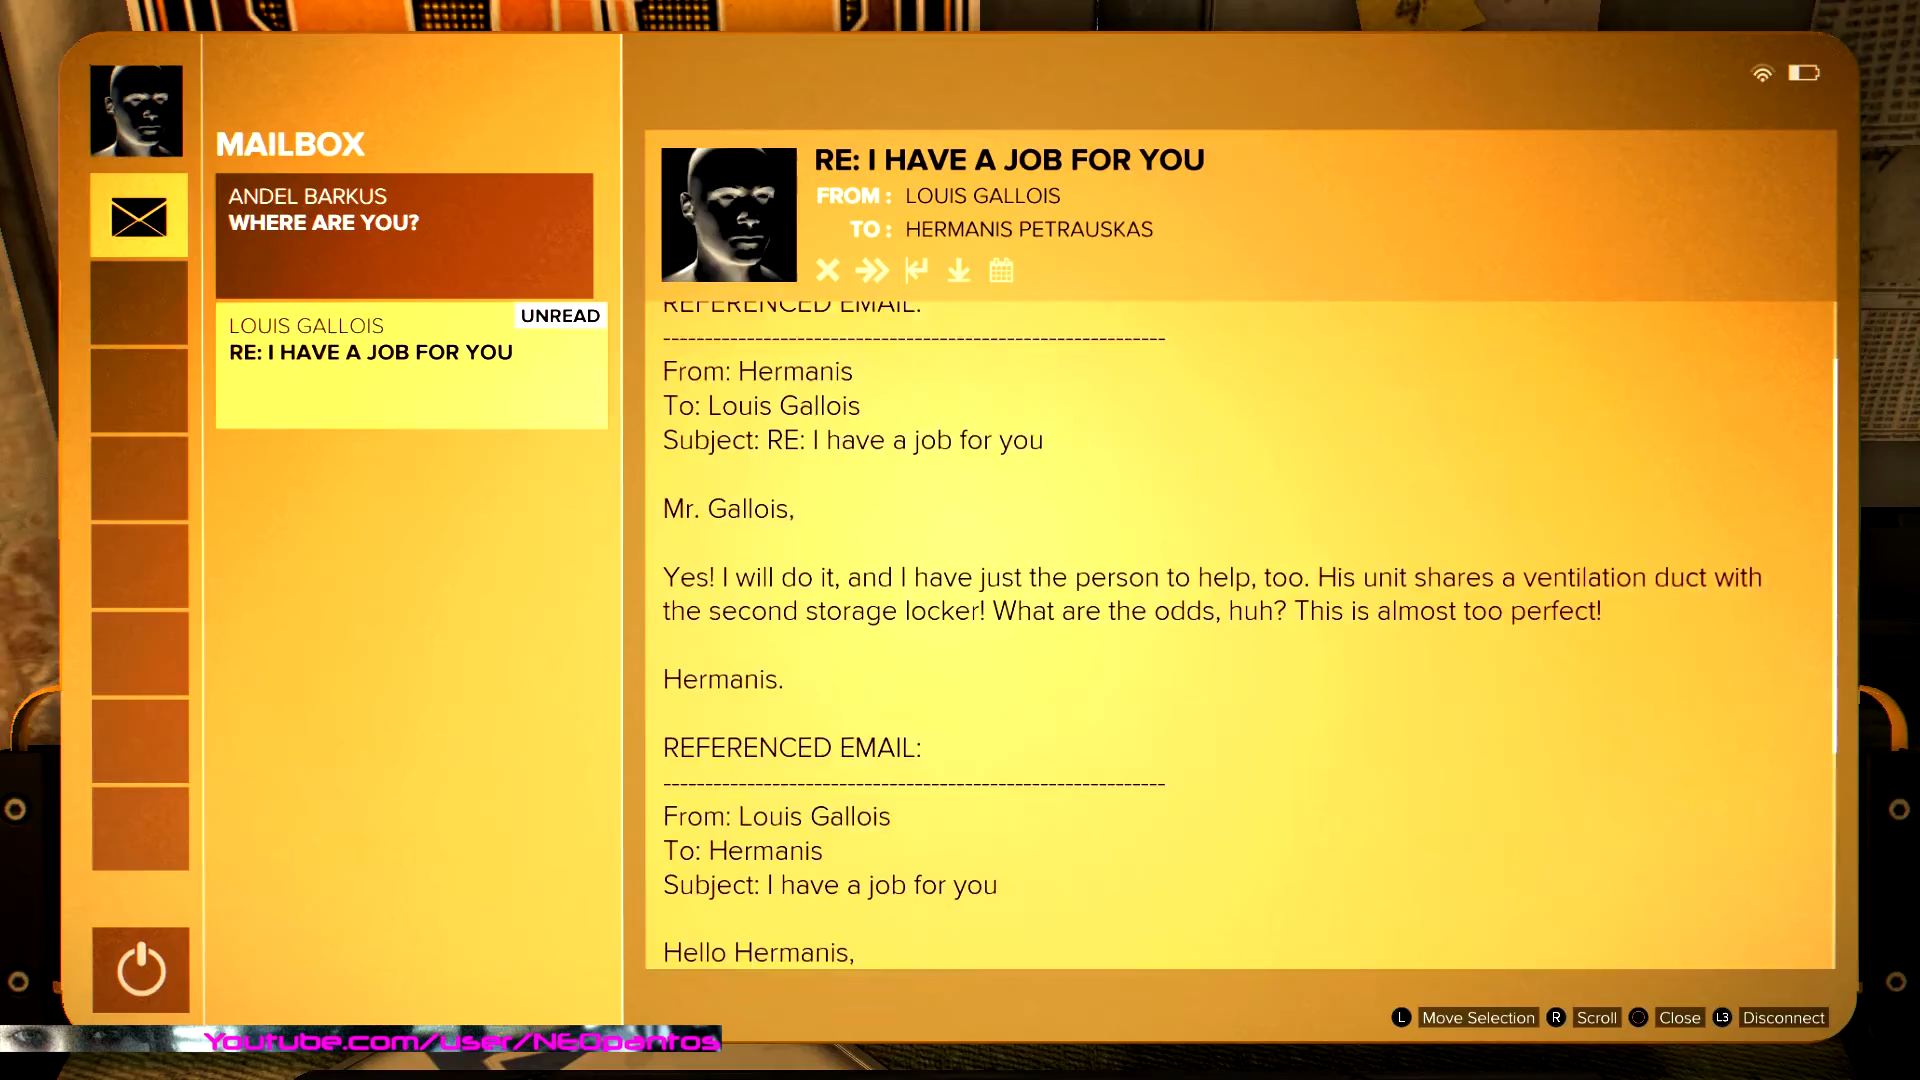 MAILBOX
ANDEL BARKUS
WHERE ARE YOU?
UNREAD
LOUIS GALLOIS
RE: I HAVE A JOB FOR YOU
RE: I HAVE A JOB FOR YOU
FROM : LOUIS GALLOIS
TO : HERMANIS PETRAUSKAS
REFERENCED EMAIL:
------------------------------------------------------------
From: Hermanis
To: Louis Gallois
Subject: RE: I have a job for you
Mr. Gallois,
Yes! I will do it, and I have just the person to help, too. His unit shares a ventilation duct with
the second storage locker! What are the odds, huh? This is almost too perfect!
Hermanis.
REFERENCED EMAIL:
------------------------------------------------------------
From: Louis Gallois
To: Hermanis
Subject: I have a job for you
Hello Hermanis,
L Move Selection R Scroll Close L3 Disconnect
Youtube.com/user/N60pantos